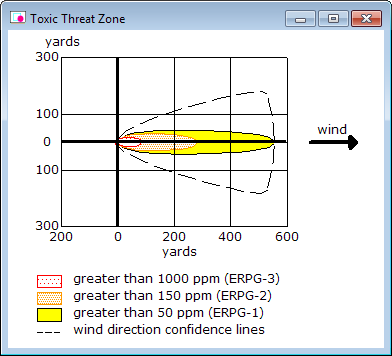 Toxic Threat Zone
yards
300
100
0
100
300
200 0 200 400 600
yards
wind
greater than 1000 ppm (ERPG-3)
greater than 150 ppm (ERPG-2)
greater than 50 ppm (ERPG-1)
wind direction confidence lines